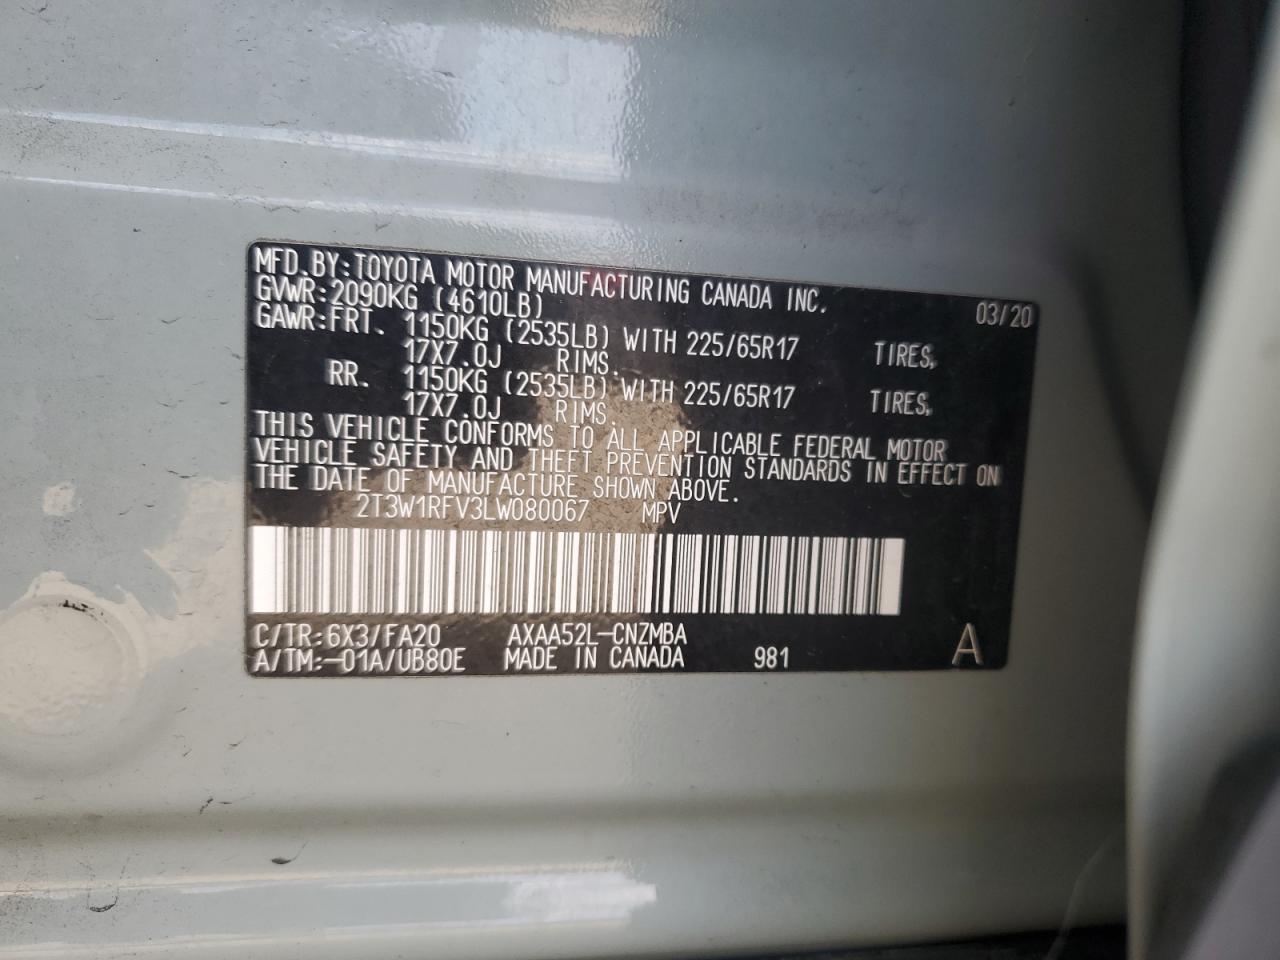 MFD.BY:TOYOTA MOTOR MANUFACTURING CANADA INC. 03/20
GVWR:2090KG (4610LB)
GAWR:FRT. 1150KG (2535LB) WITH 225/65R17 TIRES,
17X7.0J RIMS.
RR. 1150KG (2535LB) WITH 225/65R17 TIRES,
17X7.0J RIMS.
THIS VEHICLE CONFORMS TO ALL APPLICABLE FEDERAL MOTOR
VEHICLE SAFETY AND THEFT PREVENTION STANDARDS IN EFFECT ON
THE DATE OF MANUFACTURE SHOWN ABOVE.
2T3W1RFV3LW080067 MPV
C/TR:6X3/FA20 AXAA52L-CNZMBA
A/TM:-01A/UB80E MADE IN CANADA 981 A